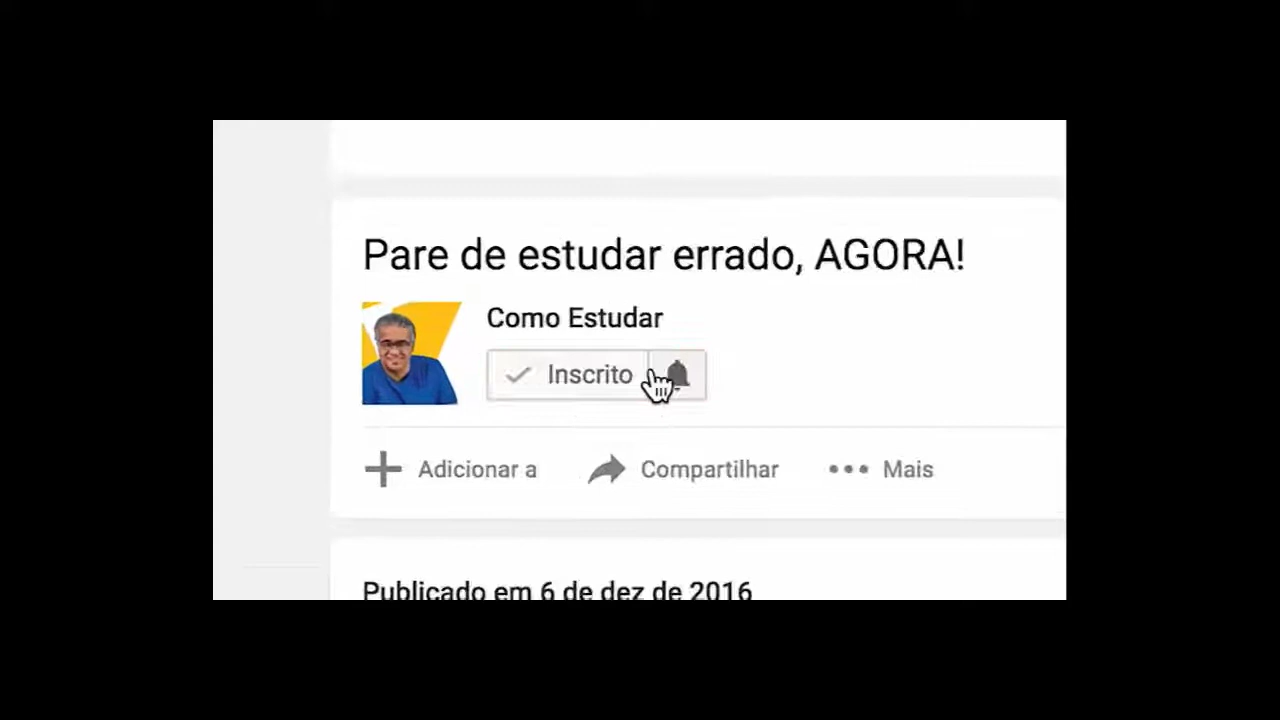 Pare de estudar errado, AGORA!
Como Estudar
Inscrito
Adicionar a
Compartilhar
Mais
Publicado em 6 de dez de 2016